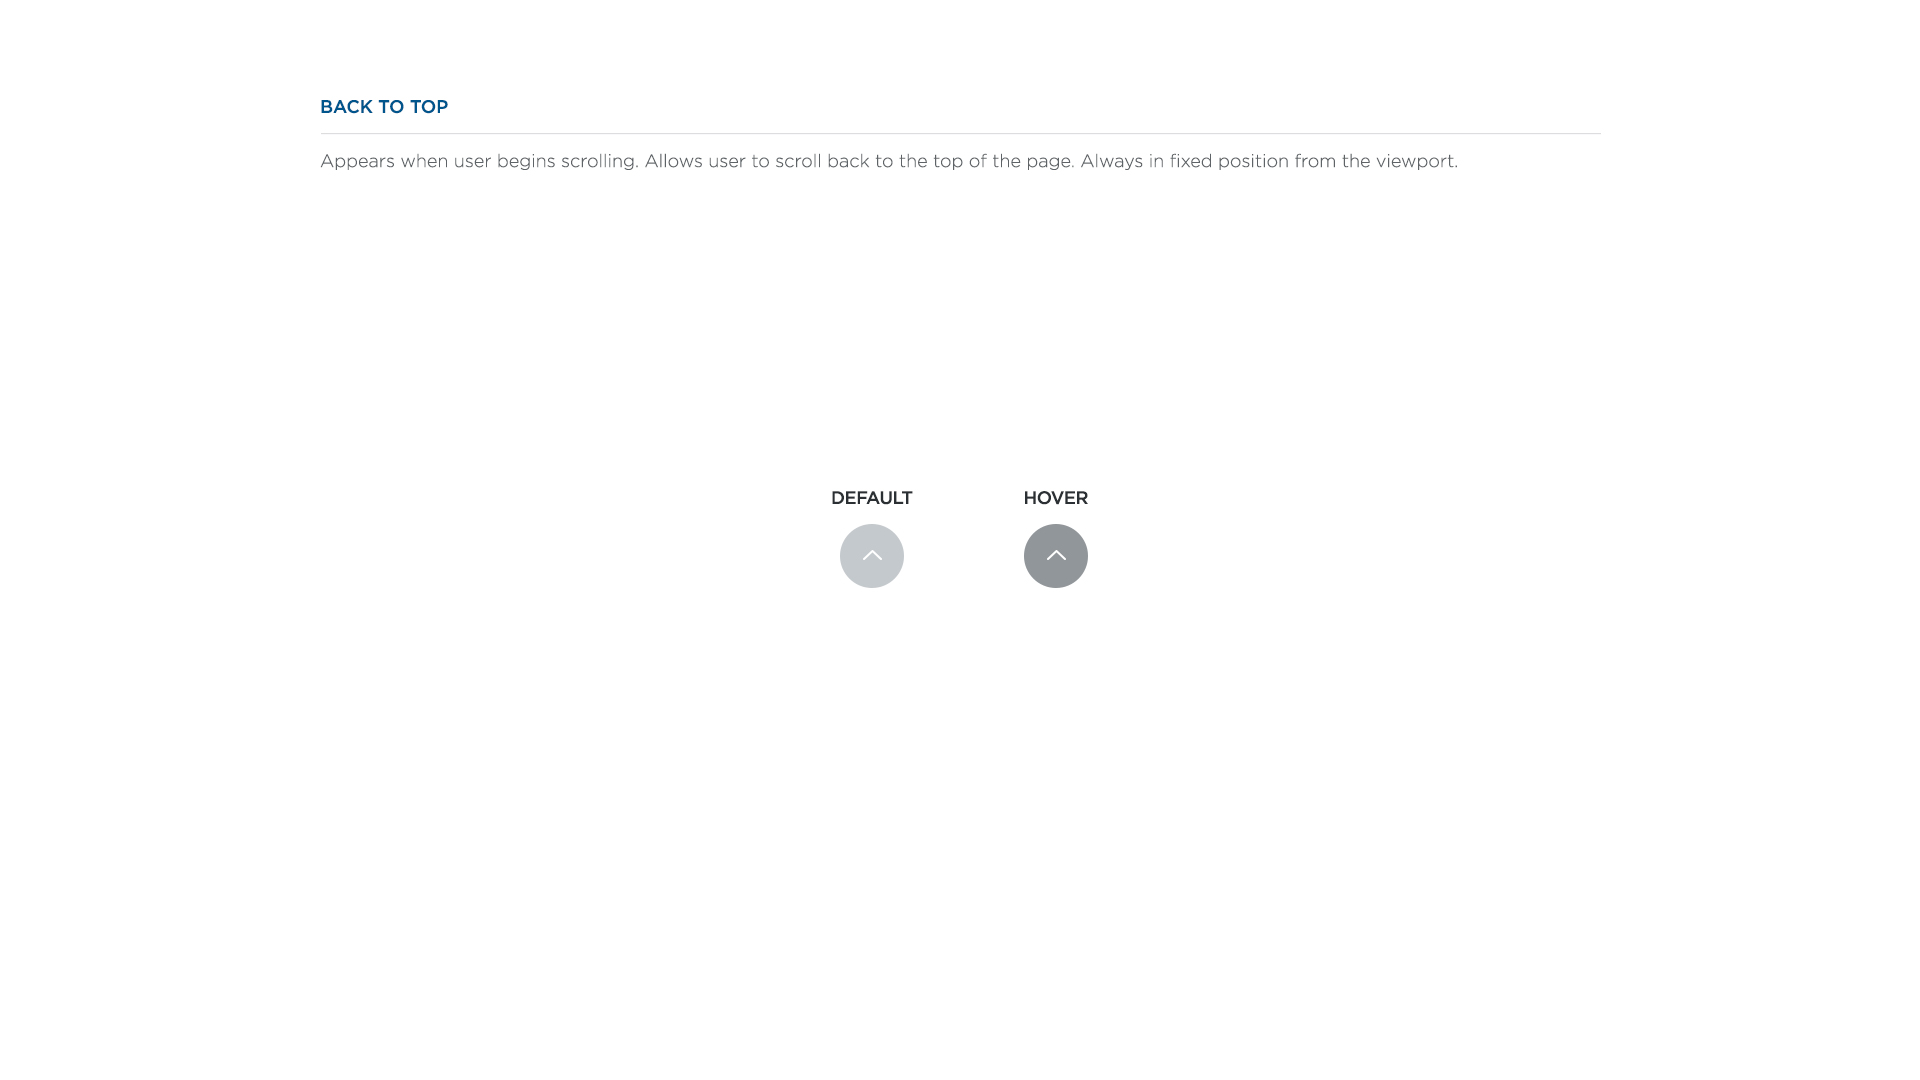 BACK TO TOP
Appears when user begins scrolling. Allows user to scroll back to the top of the page. Always in fixed position from the viewport.
DEFAULT
HOVER